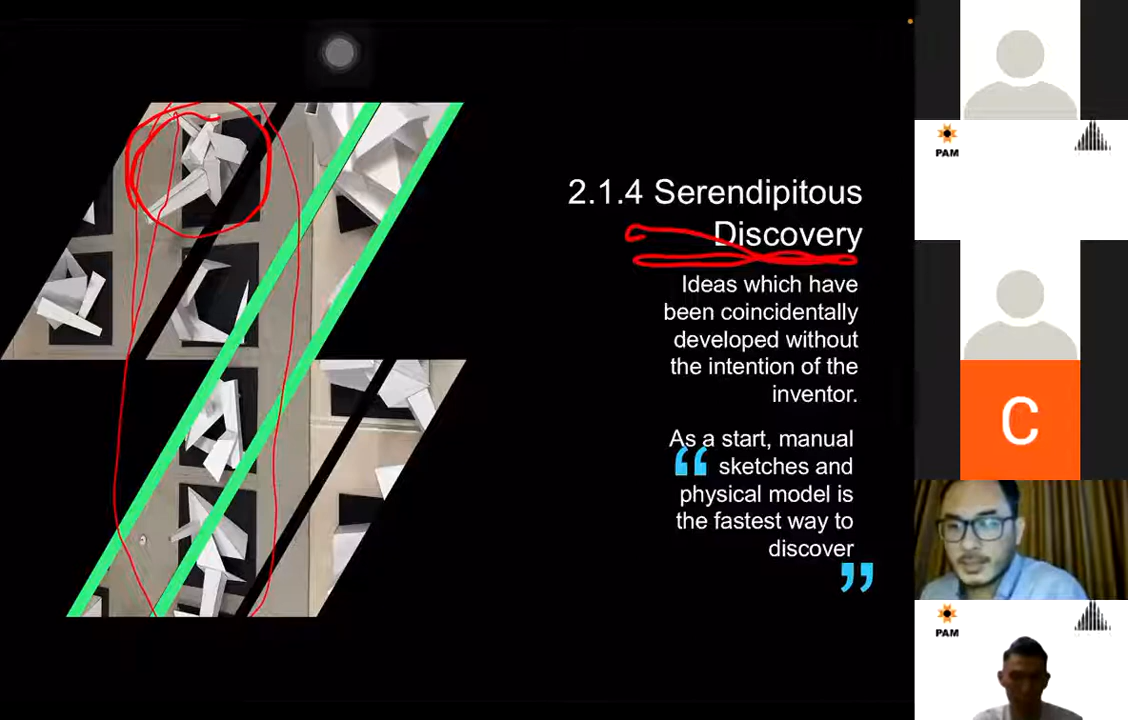 2.1.4 Serendipitous
Discovery
Ideas which have
been coincidentally
developed without
the intention of the
inventor.
As a start, manual
“ sketches and
physical model is
the fastest way to
discover
”
PAM
C
PAM